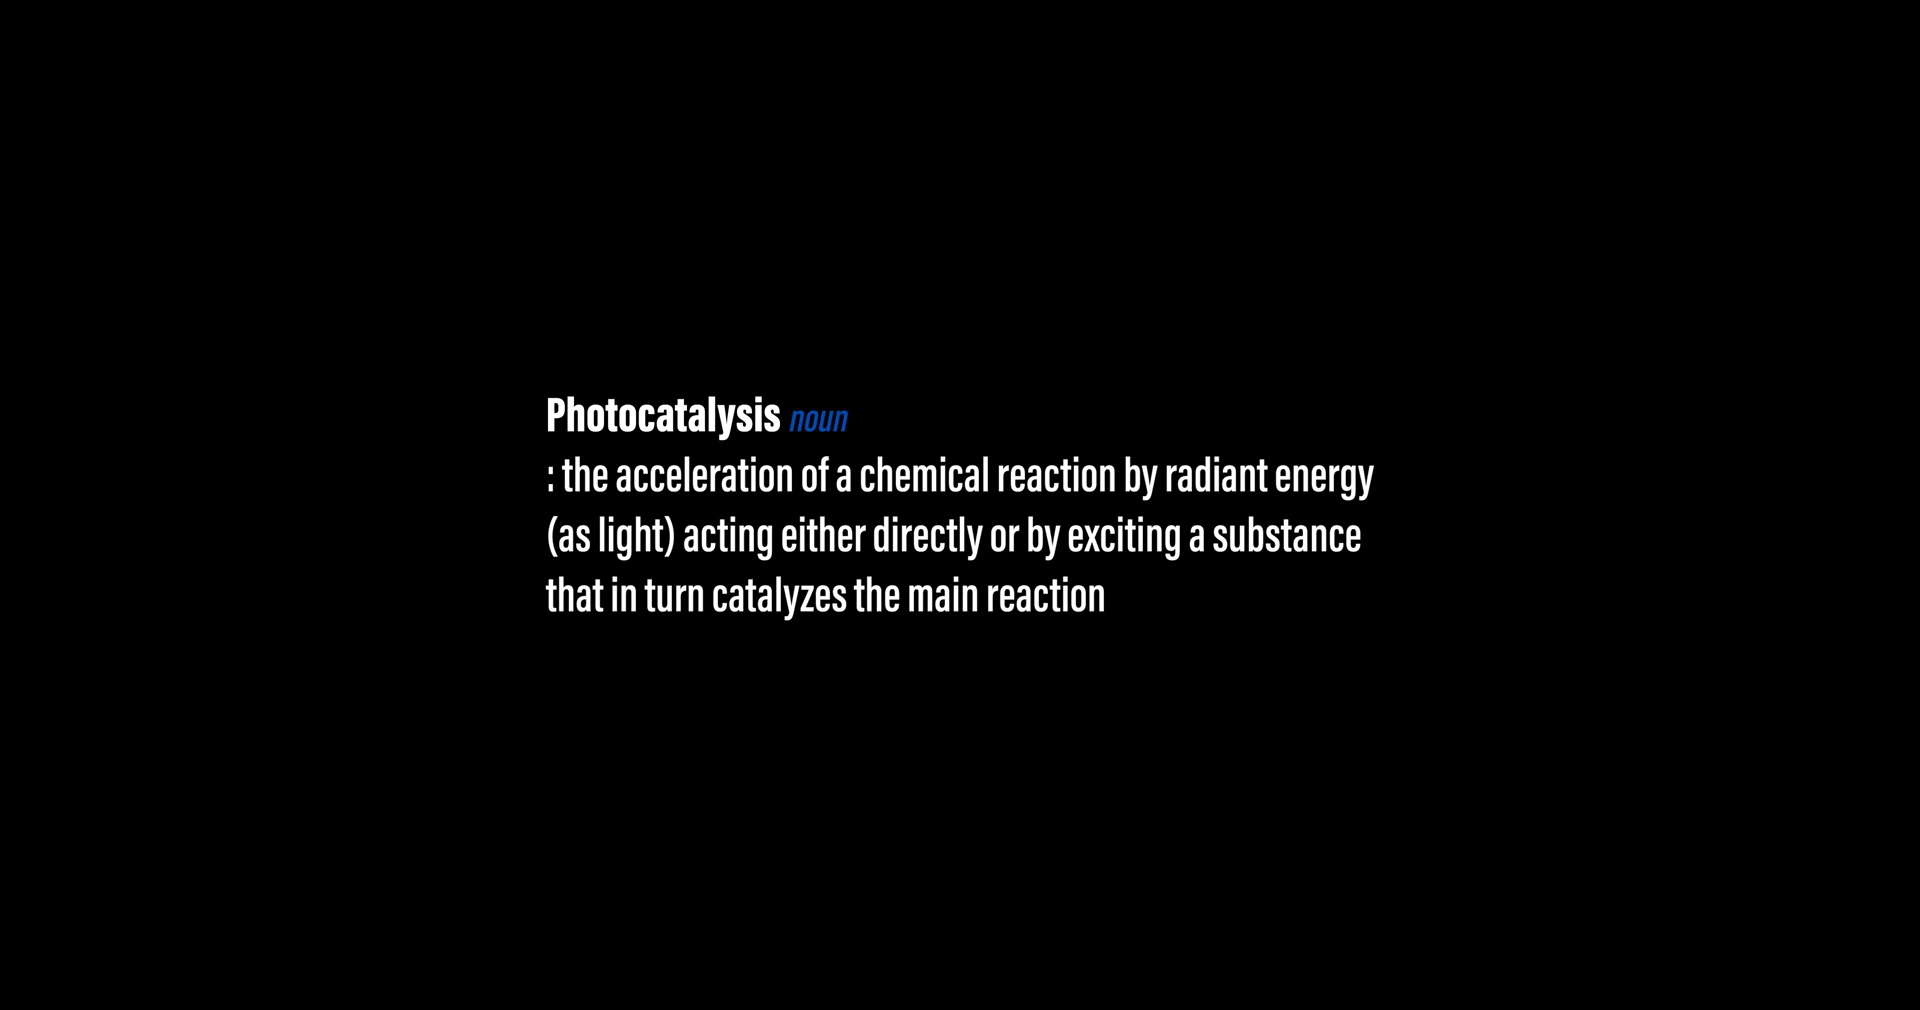 Photocatalysis noun
: the acceleration of a chemical reaction by radiant energy
(as light) acting either directly or by exciting a substance
that in turn catalyzes the main reaction